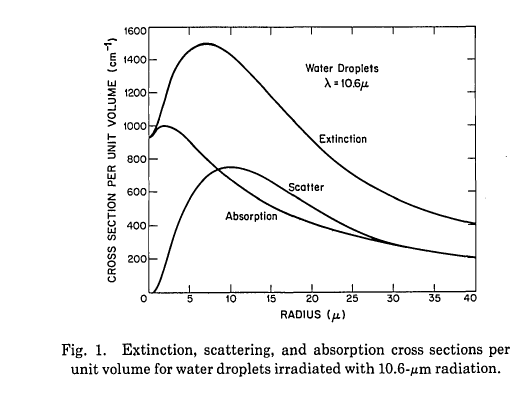 1600
1400
1200
1000
800
600
400
200
CROSS SECTION PER UNIT VOLUME (cm⁻¹)
Water Droplets
λ = 10.6μ
Extinction
Scatter
Absorption
0 5 10 15 20 25 30 35 40
RADIUS (μ)
Fig. 1. Extinction, scattering, and absorption cross sections per
unit volume for water droplets irradiated with 10.6-μm radiation.